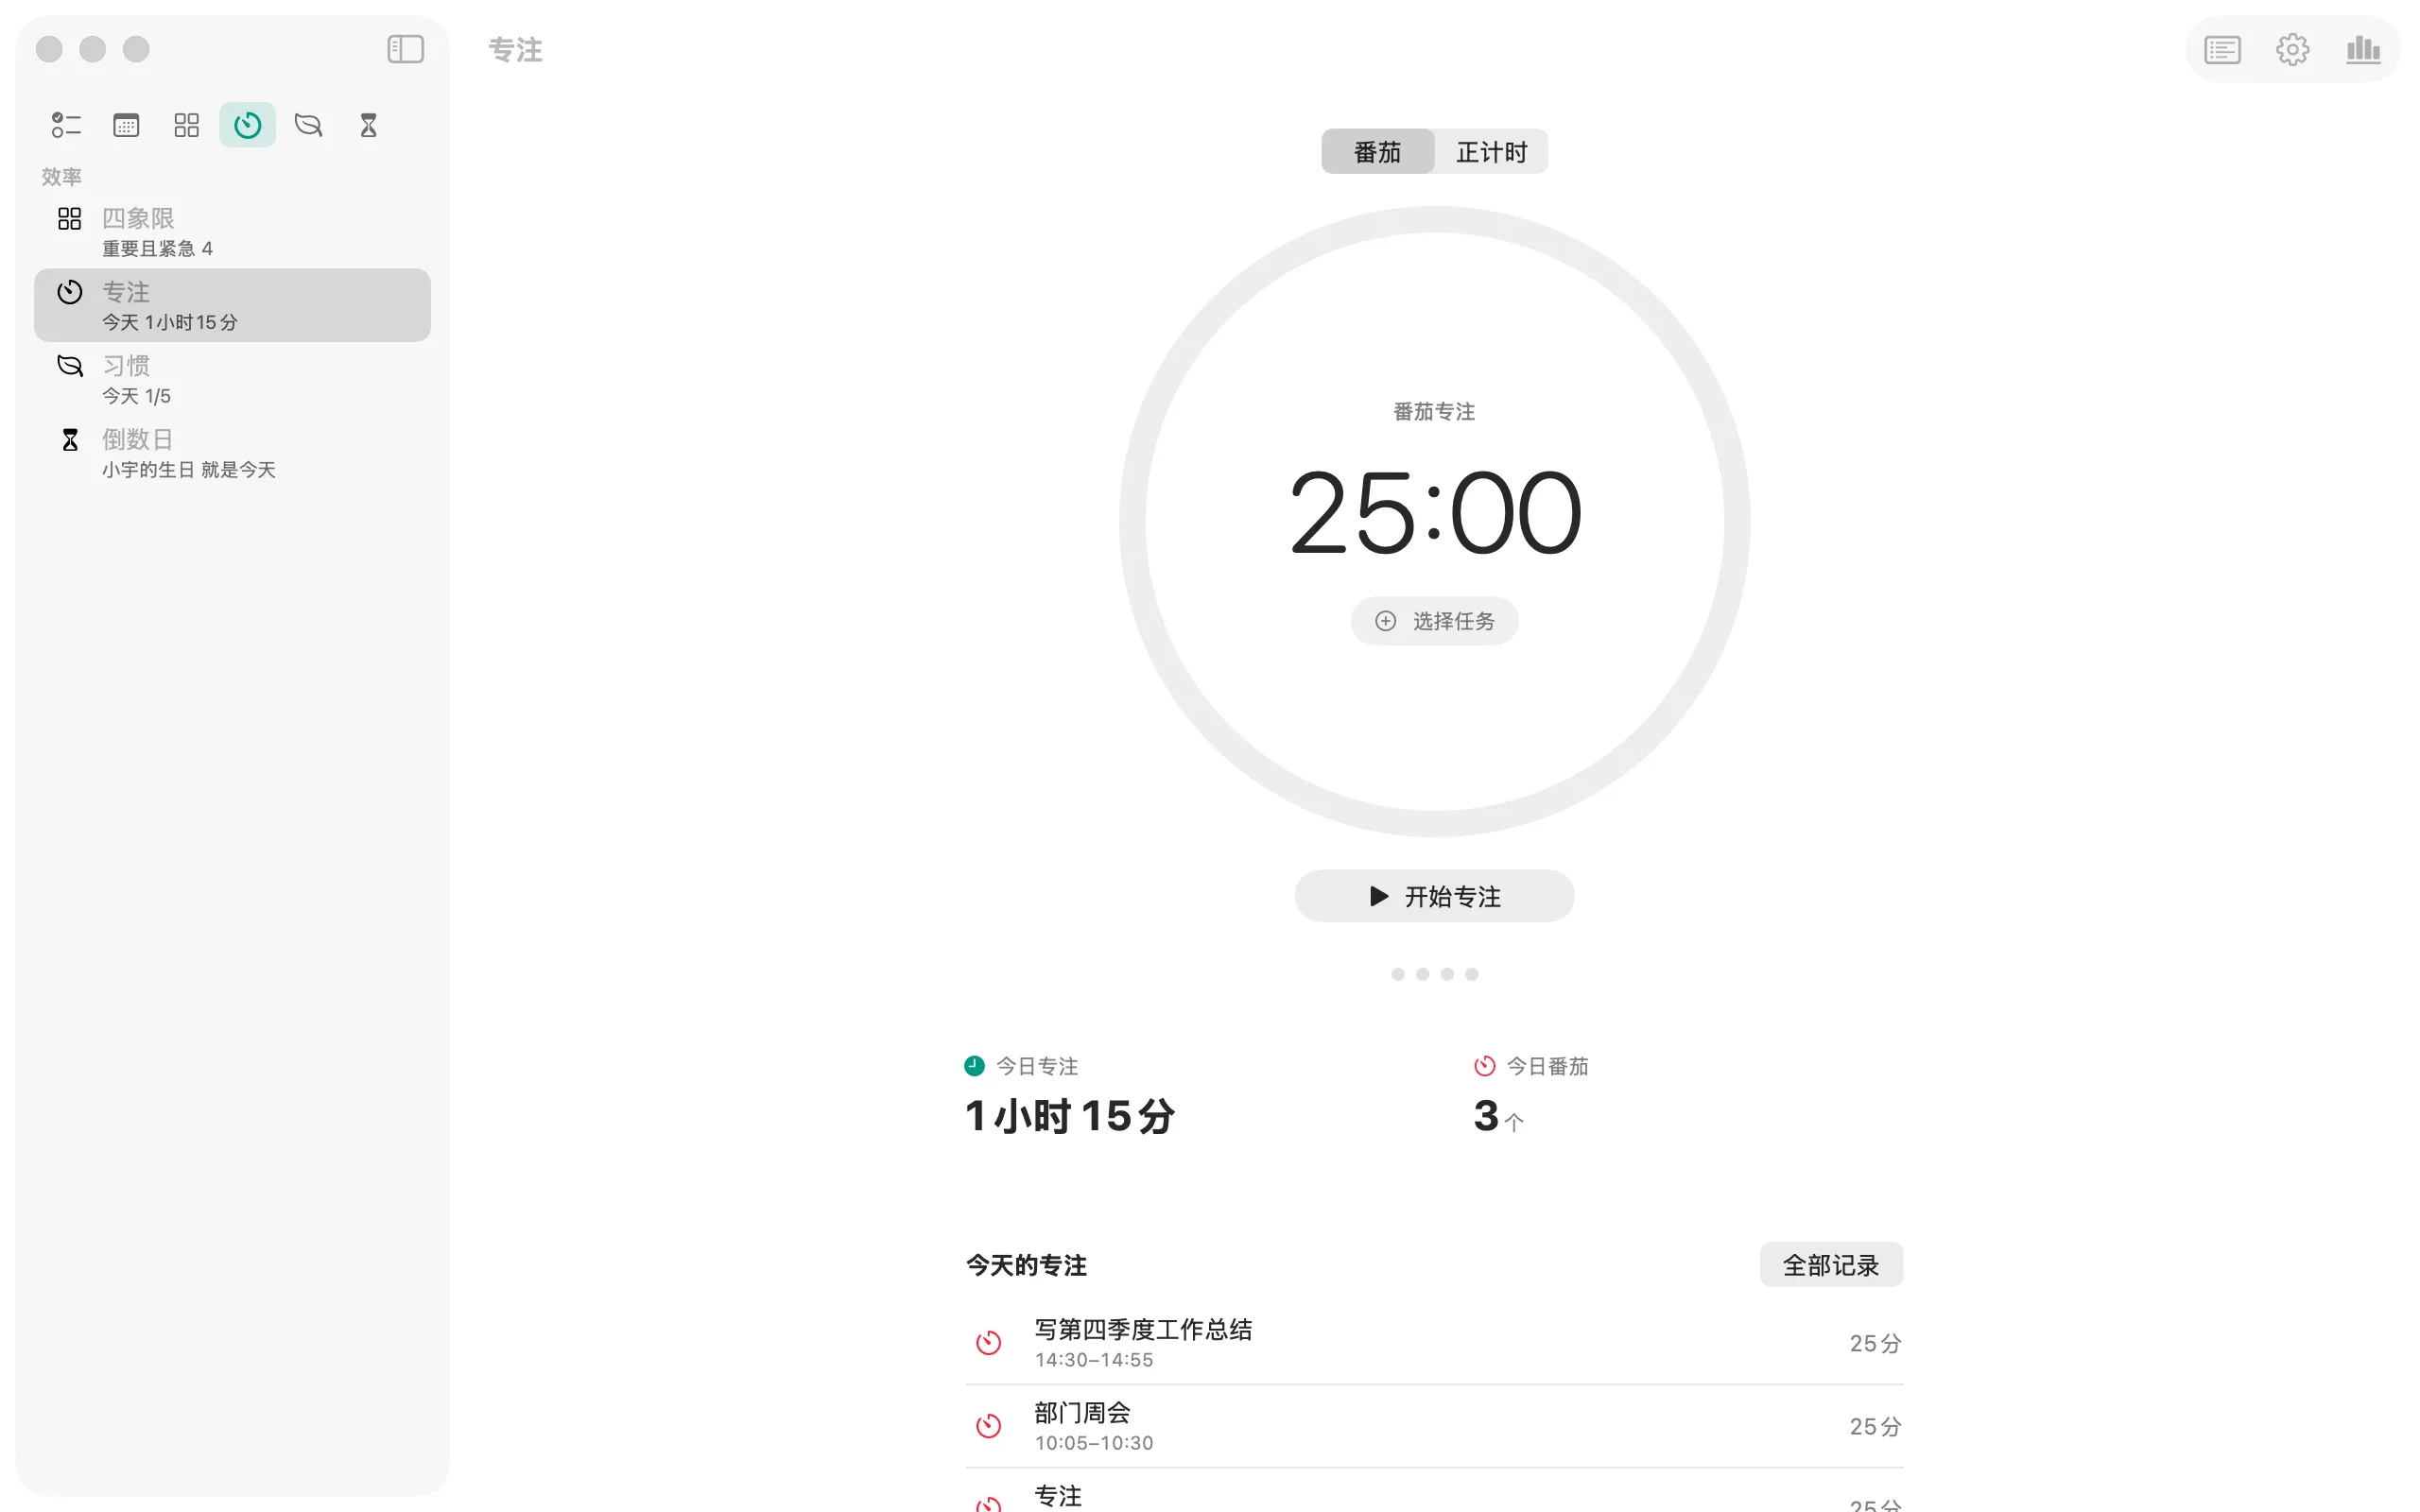 专注
效率
四象限
重要且紧急 4
专注
今天 1小时15分
习惯
今天 1/5
倒数日
小宇的生日 就是今天
番茄 正计时
番茄专注
25:00
选择任务
开始专注
今日专注
1小时15分
今日番茄
3个
今天的专注
全部记录
写第四季度工作总结
14:30–14:55
25分
部门周会
10:05–10:30
25分
专注
25分